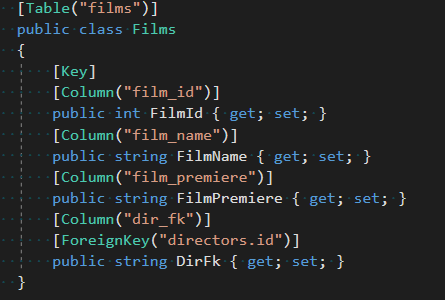 [Table("films")]
public class Films
{
[Key]
[Column("film_id")]
public int FilmId { get; set; }
[Column("film_name")]
public string FilmName { get; set; }
[Column("film_premiere")]
public string FilmPremiere { get; set; }
[Column("dir_fk")]
[ForeignKey("directors.id")]
public string DirFk { get; set; }
}